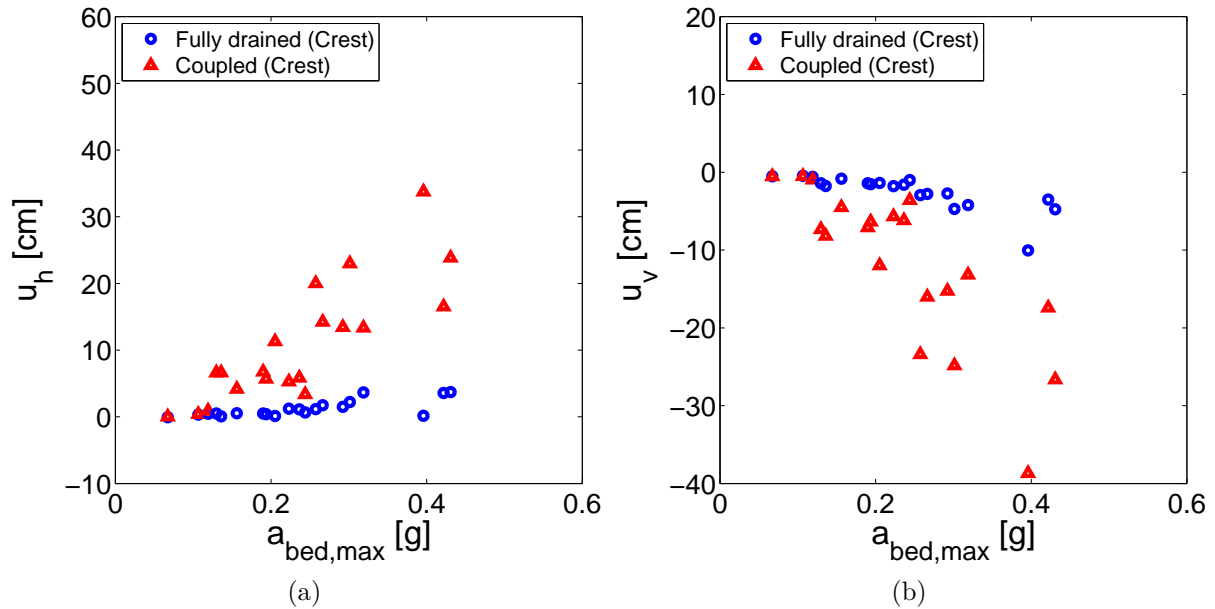 60
50
40
30
20
10
0
−10
u_h [cm]
0 0.2 0.4 0.6
a_bed,max [g]
Fully drained (Crest)
Coupled (Crest)
(a)
20
10
0
−10
−20
−30
−40
u_v [cm]
0 0.2 0.4 0.6
a_bed,max [g]
Fully drained (Crest)
Coupled (Crest)
(b)